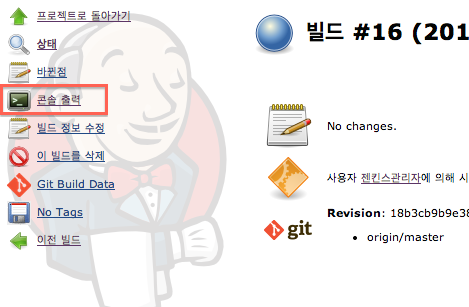 프로젝트로 돌아가기
상태
바뀐점
콘솔 출력
빌드 정보 수정
이 빌드를 삭제
Git Build Data
No Tags
이전 빌드
빌드 #16 (201
No changes.
사용자 젠킨스관리자에 의해 시
git
Revision: 18b3cb9b9e38
origin/master